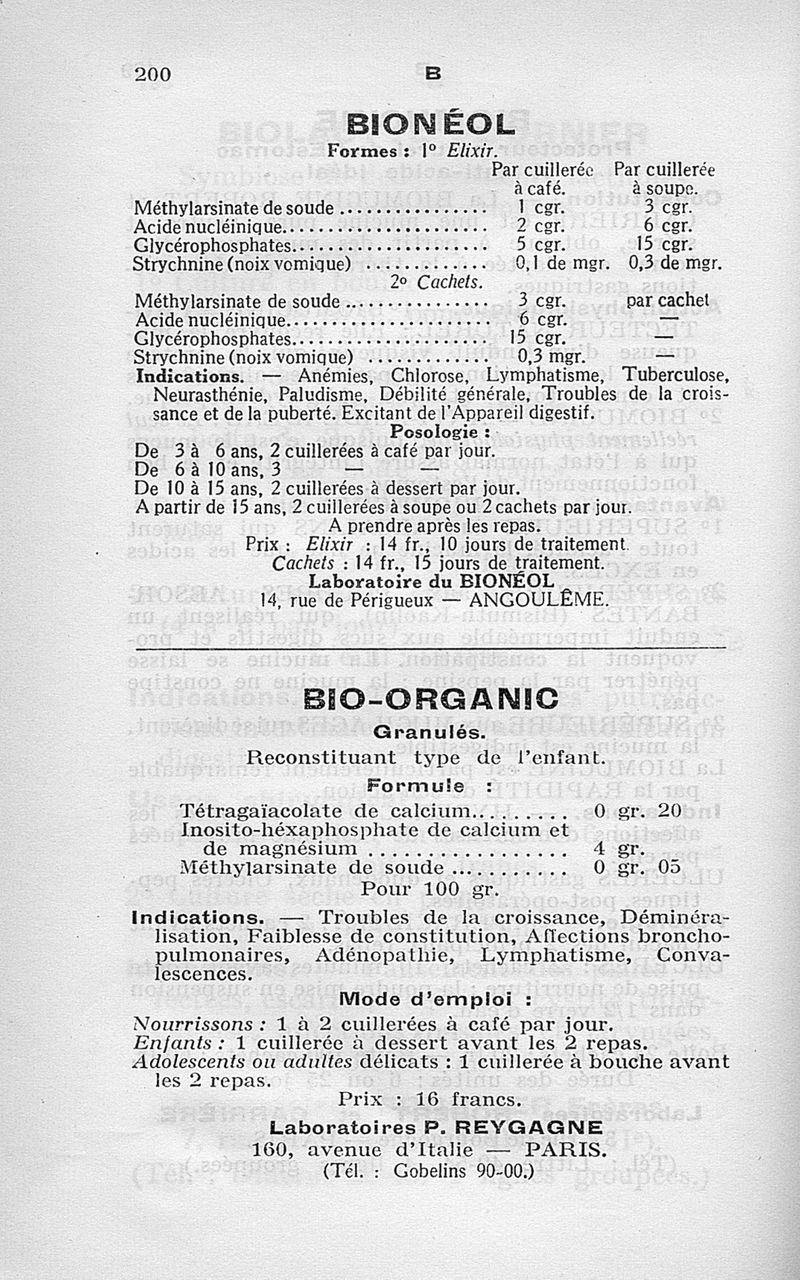 200 B
BIONÉOL
Formes : 1º Elixir.
Par cuillerée Par cuillerée
à café. à soupe.
Méthylarsinate de soude ................ 1 cgr. 3 cgr.
Acide nucléinique...................... 2 cgr. 6 cgr.
Glycérophosphates..................... 5 cgr. 15 cgr.
Strychnine (noix vomique) ............. 0,1 de mgr. 0,3 de mgr.
2º Cachets.
Méthylarsinate de soude ................ 3 cgr. par cachet
Acide nucléinique...................... 6 cgr. —
Glycérophosphates..................... 15 cgr. —
Strychnine (noix vomique) ............. 0,3 mgr. —
Indications. — Anémies, Chlorose, Lymphatisme, Tuberculose,
Neurasthénie, Paludisme, Débilité générale, Troubles de la crois-
sance et de la puberté. Excitant de l'Appareil digestif.
Posologie :
De 3 à 6 ans, 2 cuillerées à café par jour.
De 6 à 10 ans, 3 — — —
De 10 à 15 ans, 2 cuillerées à dessert par jour.
A partir de 15 ans, 2 cuillerées à soupe ou 2 cachets par jour.
A prendre après les repas.
Prix : Elixir : 14 fr., 10 jours de traitement.
Cachets : 14 fr., 15 jours de traitement.
Laboratoire du BIONÉOL
14, rue de Périgueux — ANGOULÊME.
BIO-ORGANIC
Granulés.
Reconstituant type de l'enfant.
Formule :
Tétragaïacolate de calcium.......... 0 gr. 20
Inosito-héxaphosphate de calcium et
de magnésium .................. 4 gr.
Méthylarsinate de soude ............ 0 gr. 05
Pour 100 gr.
Indications. — Troubles de la croissance, Déminéra-
lisation, Faiblesse de constitution, Affections broncho-
pulmonaires, Adénopathie, Lymphatisme, Conva-
lescences.
Mode d'emploi :
Nourrissons : 1 à 2 cuillerées à café par jour.
Enfants : 1 cuillerée à dessert avant les 2 repas.
Adolescents ou adultes délicats : 1 cuillerée à bouche avant
les 2 repas.
Prix : 16 francs.
Laboratoires P. REYGAGNE
160, avenue d'Italie — PARIS.
(Tél. : Gobelins 90-00.)